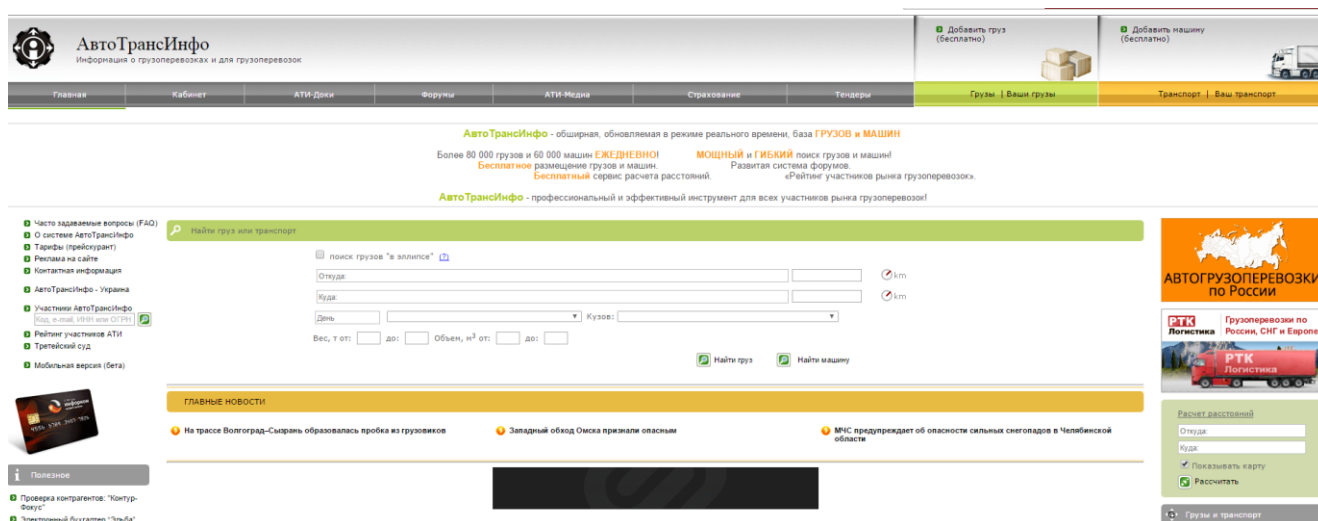 АвтоТрансИнфо
Информация о грузоперевозках и для грузоперевозок
Добавить груз
(бесплатно)
Добавить машину
(бесплатно)
Главная
Кабинет
АТИ-Доки
Форумы
АТИ-Медиа
Страхование
Тендеры
Грузы | Ваши грузы
Транспорт | Ваш транспорт
АвтоТрансИнфо - обширная, обновляемая в режиме реального времени, база ГРУЗОВ и МАШИН
Более 80 000 грузов и 60 000 машин ЕЖЕДНЕВНО! МОЩНЫЙ и ГИБКИЙ поиск грузов и машин!
Бесплатное размещение грузов и машин. Развитая система форумов.
Бесплатный сервис расчета расстояний. «Рейтинг участников рынка грузоперевозок».
АвтоТрансИнфо - профессиональный и эффективный инструмент для всех участников рынка грузоперевозок!
Часто задаваемые вопросы (FAQ)
О системе АвтоТрансИнфо
Тарифы (прейскурант)
Реклама на сайте
Контактная информация
АвтоТрансИнфо - Украина
Участники АвтоТрансИнфо
Код, e-mail, ИНН или ОГРН
Рейтинг участников АТИ
Третейский суд
Мобильная версия (бета)
Полезное
Проверка контрагентов: "Контур-
Фокус"
Электронный бухгалтер "Эльба"
Найти груз или транспорт
поиск грузов "в эллипсе" (?)
Откуда:
km
Куда:
km
День
Кузов:
Вес, т от: до: Объем, м³ от: до:
Найти груз
Найти машину
ГЛАВНЫЕ НОВОСТИ
На трассе Волгоград–Сызрань образовалась пробка из грузовиков
Западный обход Омска признали опасным
МЧС предупреждает об опасности сильных снегопадов в Челябинской
области
АВТОГРУЗОПЕРЕВОЗКИ
по России
РТК
Логистика
Грузоперевозки по
России, СНГ и Европе
РТК
Логистика
Расчет расстояний
Откуда:
Куда:
Показывать карту
Рассчитать
Грузы и транспорт